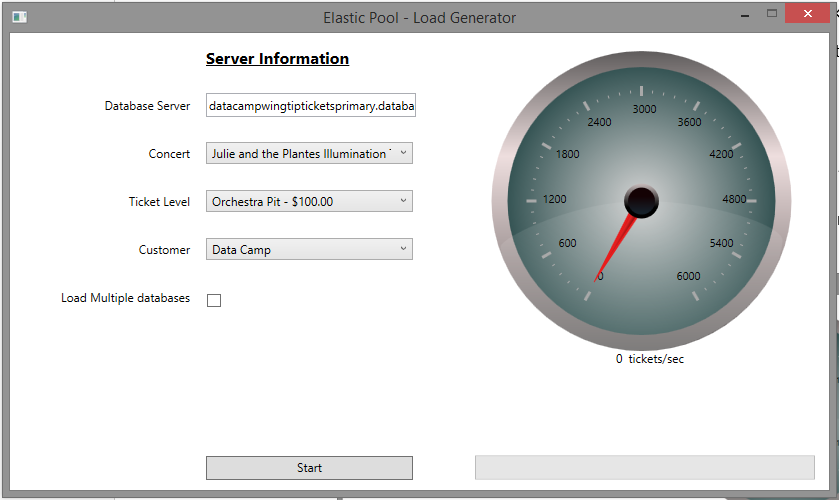 Elastic Pool - Load Generator
Server Information
Database Server
datacampwingtipticketsprimary.databa
Concert
Julie and the Plantes Illumination
Ticket Level
Orchestra Pit - $100.00
Customer
Data Camp
Load Multiple databases
Start
0
600
1200
1800
2400
3000
3600
4200
4800
5400
6000
0 tickets/sec